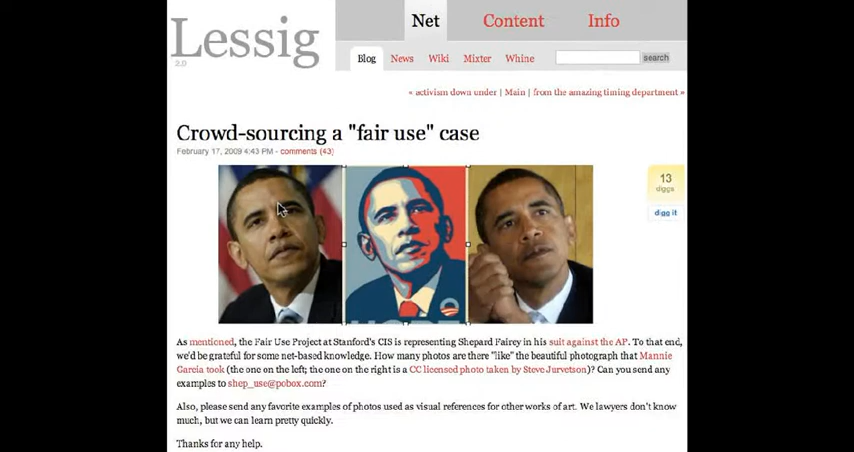 Lessig
2.0
Net Content Info
Blog News Wiki Mixter Whine search
« activism down under | Main | from the amazing timing department »
Crowd-sourcing a "fair use" case
February 17, 2009 4:43 PM - comments (43)
13
diggs
digg it
HOPE
As mentioned, the Fair Use Project at Stanford's CIS is representing Shepard Fairey in his suit against the AP. To that end,
we'd be grateful for some net-based knowledge. How many photos are there "like" the beautiful photograph that Mannie
Garcia took (the one on the left; the one on the right is a CC licensed photo taken by Steve Jurvetson)? Can you send any
examples to shep_use@pobox.com?
Also, please send any favorite examples of photos used as visual references for other works of art. We lawyers don't know
much, but we can learn pretty quickly.
Thanks for any help.